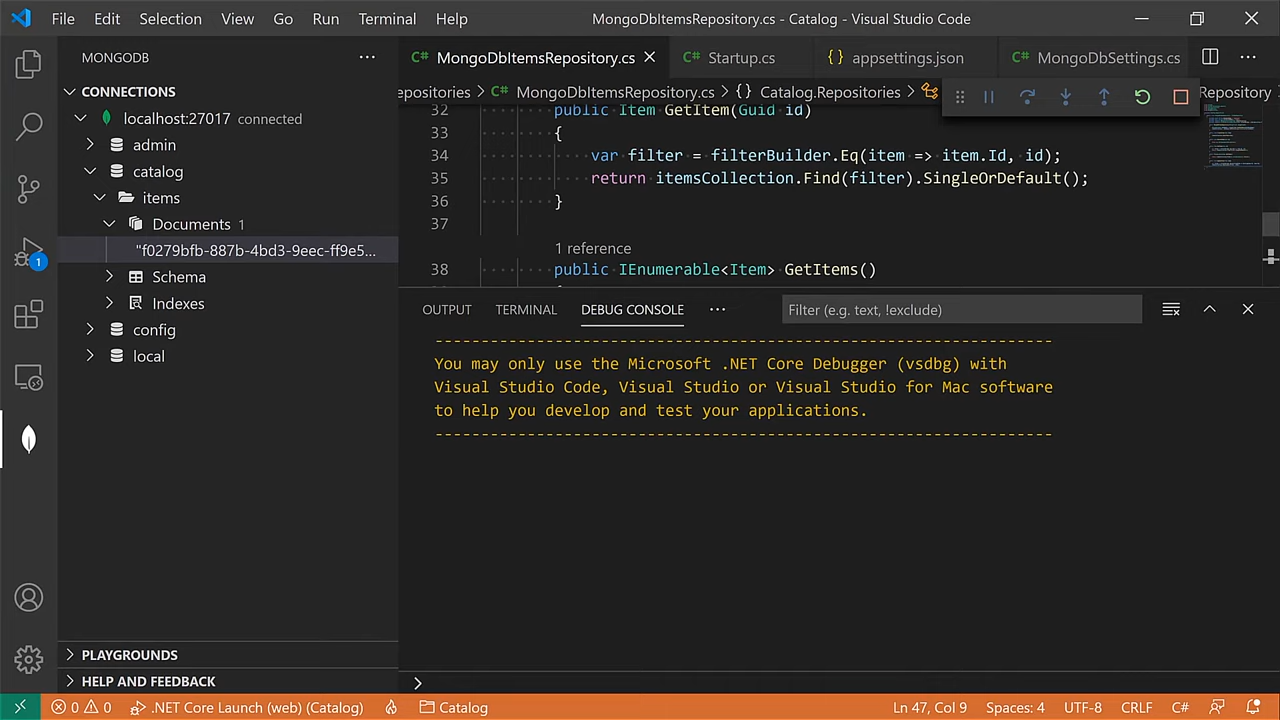 File Edit Selection View Go Run Terminal Help MongoDbItemsRepository.cs - Catalog - Visual Studio Code
MONGODB
CONNECTIONS
localhost:27017 connected
admin
catalog
items
Documents 1
"f0279bfb-887b-4bd3-9eec-ff9e5...
Schema
Indexes
config
local
PLAYGROUNDS
HELP AND FEEDBACK
1
C# MongoDbItemsRepository.cs C# Startup.cs {} appsettings.json C# MongoDbSettings.cs
epositories > C# MongoDbItemsRepository.cs > {} Catalog.Repositories > Repository
32 public Item GetItem(Guid id)
33 {
34 var filter = filterBuilder.Eq(item => item.Id, id);
35 return itemsCollection.Find(filter).SingleOrDefault();
36 }
37
1 reference
38 public IEnumerable<Item> GetItems()
OUTPUT TERMINAL DEBUG CONSOLE ... Filter (e.g. text, !exclude)
-------------------------------------------------------------------
You may only use the Microsoft .NET Core Debugger (vsdbg) with
Visual Studio Code, Visual Studio or Visual Studio for Mac software
to help you develop and test your applications.
-------------------------------------------------------------------
>
0 0 .NET Core Launch (web) (Catalog) Catalog Ln 47, Col 9 Spaces: 4 UTF-8 CRLF C#